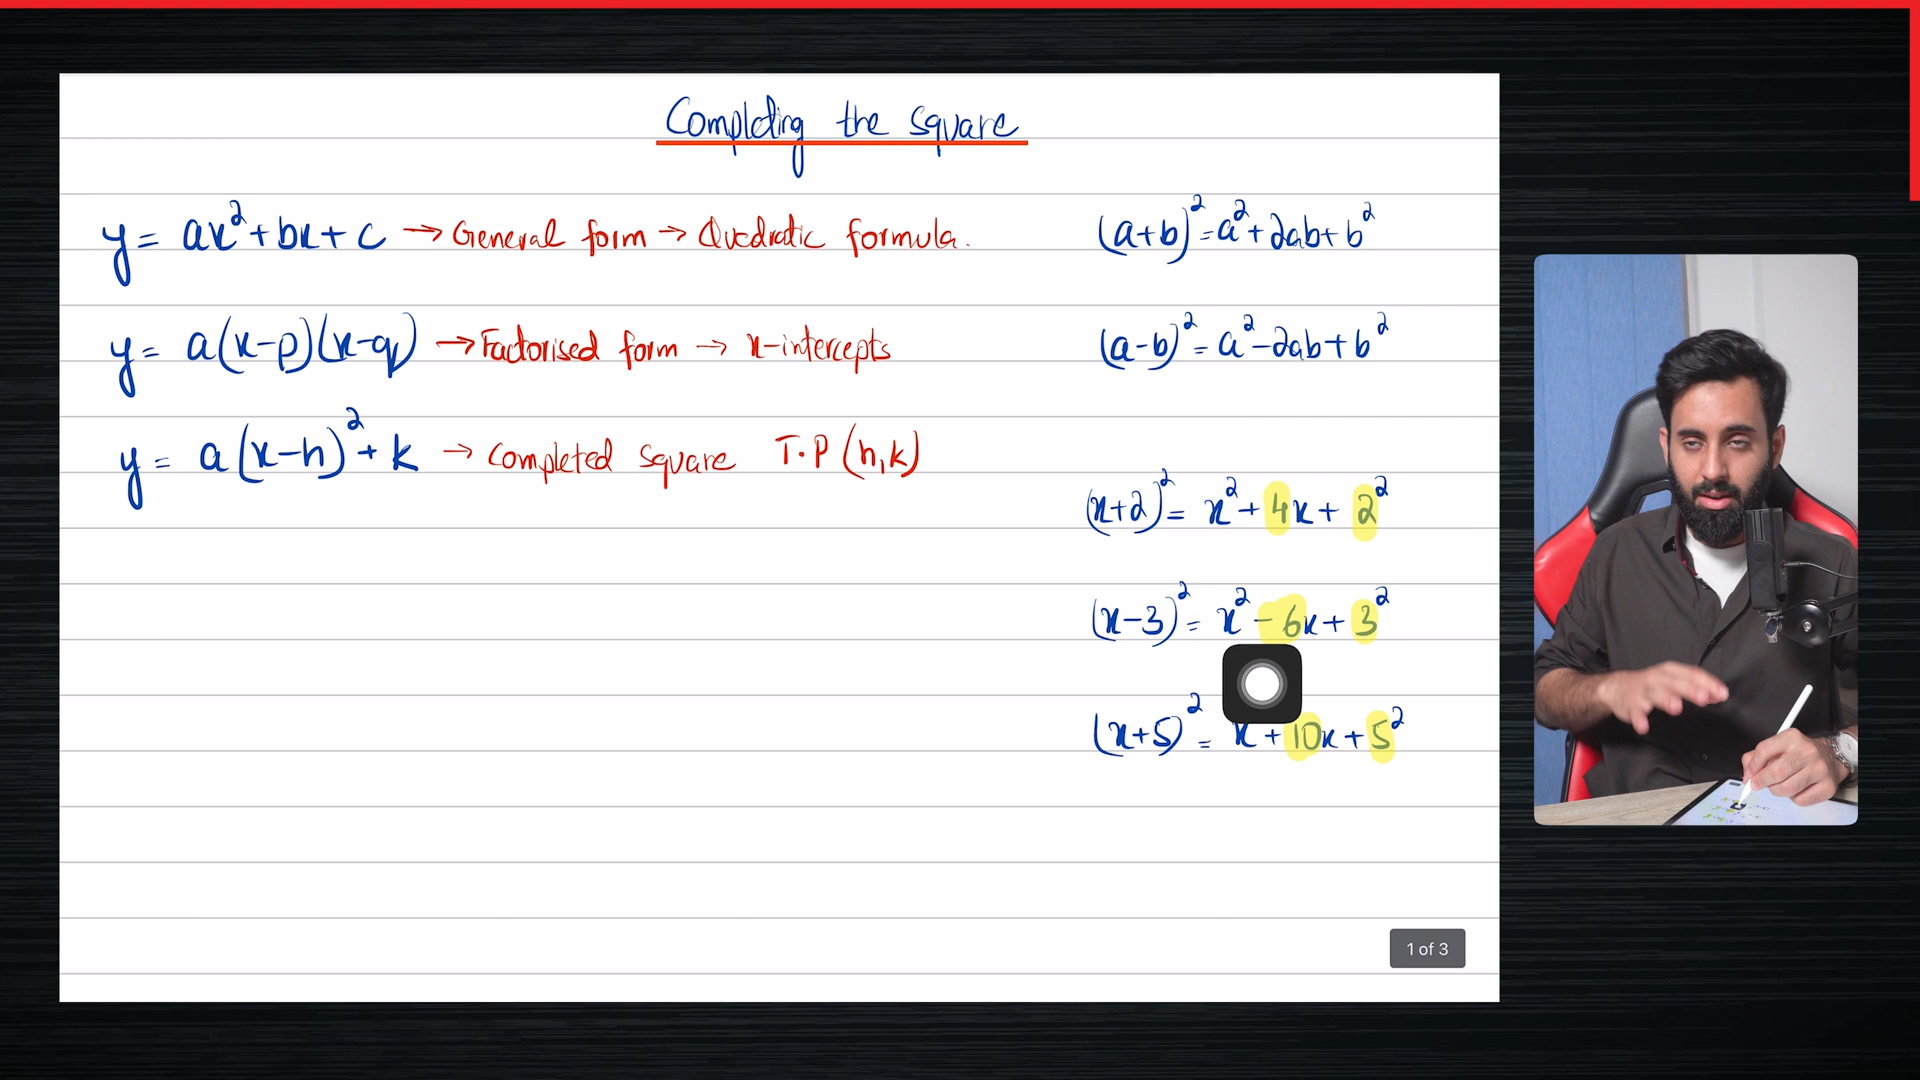 Completing the square
y = ax²+bx+c → General form → Quadratic formula.
y = a(x-p)(x-q) → Factorised form → x-intercepts
y = a(x-h)²+k → Completed square T.P (h,k)
(a+b)² = a²+2ab+b²
(a-b)² = a²-2ab+b²
(x+2)² = x²+4x+2²
(x-3)² = x²-6x+3²
(x+5)² = x+10x+5²
1 of 3